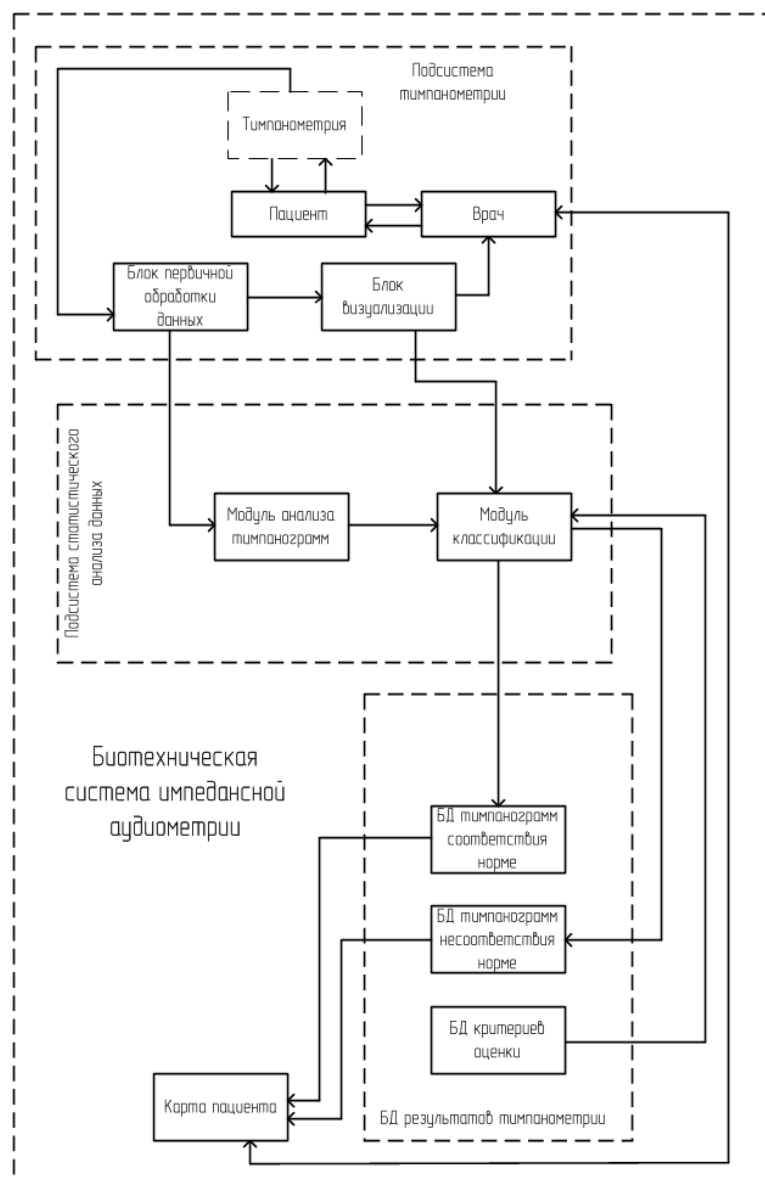 Подсистема
тимпанометрии
Тимпанометрия
Пациент
Врач
Блок первичной
обработки
данных
Блок
визуализации
Подсистема статистического
анализа данных
Модуль анализа
тимпанограмм
Модуль
классификации
Биотехническая
система импедансной
аудиометрии
БД тимпанограмм
соответствия
норме
БД тимпанограмм
несоответствия
норме
БД критериев
оценки
Карта пациента
БД результатов тимпанометрии